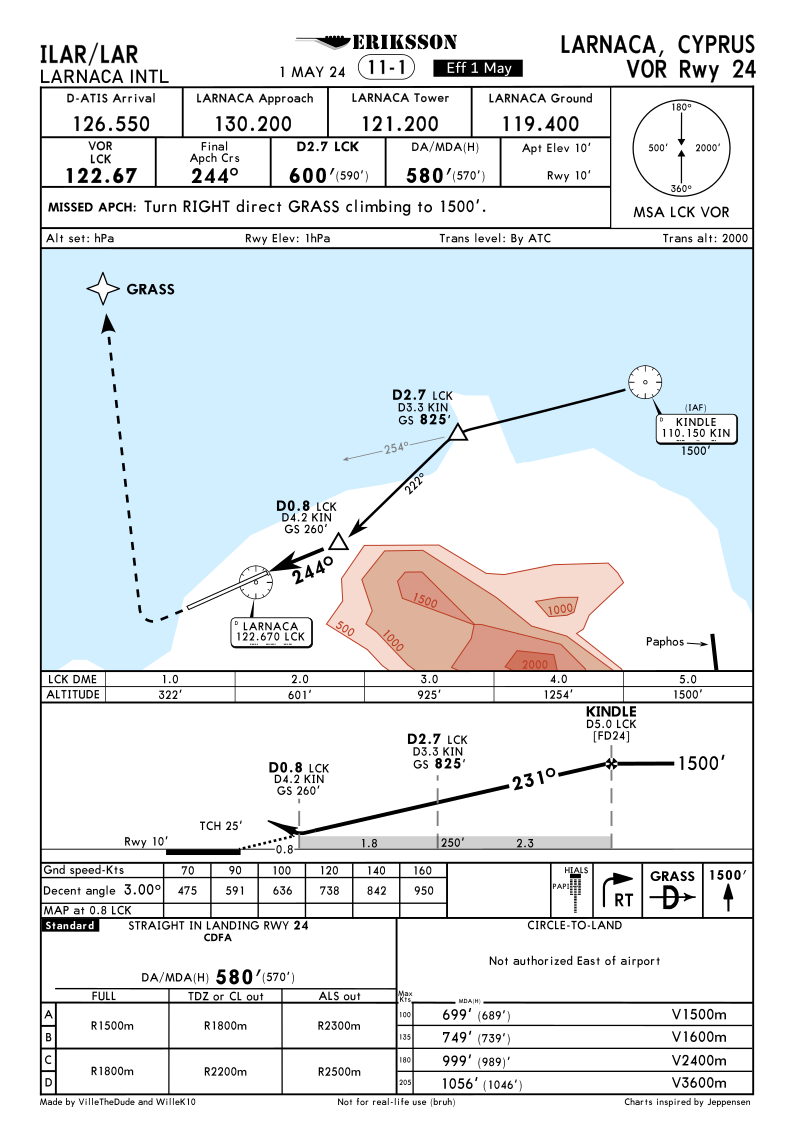 ILAR/LAR
LARNACA INTL
ERIKSSON
1 MAY 24
11-1
Eff 1 May
LARNACA, CYPRUS
VOR Rwy 24
D-ATIS Arrival
126.550
LARNACA Approach
130.200
LARNACA Tower
121.200
LARNACA Ground
119.400
VOR
LCK
122.67
Final
Apch Crs
244°
D2.7 LCK
600'(590')
DA/MDA(H)
580'(570')
Apt Elev 10'
Rwy 10'
180°
500'
2000'
360°
MSA LCK VOR
MISSED APCH: Turn RIGHT direct GRASS climbing to 1500'.
Alt set: hPa
Rwy Elev: 1hPa
Trans level: By ATC
Trans alt: 2000
GRASS
D2.7 LCK
D3.3 KIN
GS 825'
(IAF)
D
KINDLE
110.150 KIN
1500'
254°
222°
D0.8 LCK
D4.2 KIN
GS 260'
244°
D
LARNACA
122.670 LCK
500
1000
1500
2000
1000
Paphos
LCK DME 1.0 2.0 3.0 4.0 5.0
ALTITUDE 322' 601' 925' 1254' 1500'
KINDLE
D5.0 LCK
[FD24]
D2.7 LCK
D3.3 KIN
GS 825'
D0.8 LCK
D4.2 KIN
GS 260'
231°
1500'
TCH 25'
Rwy 10'
0.8
1.8
250'
2.3
Gnd speed-Kts 70 90 100 120 140 160
Decent angle 3.00° 475 591 636 738 842 950
MAP at 0.8 LCK
HIALS
PAPI
RT
GRASS
D
1500'
Standard
STRAIGHT IN LANDING RWY 24
CDFA
DA/MDA(H) 580'(570')
FULL
TDZ or CL out
ALS out
A
B
R1500m
R1800m
R2300m
C
D
R1800m
R2200m
R2500m
CIRCLE-TO-LAND
Not authorized East of airport
Max
Kts
MDA(H)
100 699' (689') V1500m
135 749' (739') V1600m
180 999' (989)' V2400m
205 1056' (1046') V3600m
Made by VilleTheDude and WilleK10
Not for real-life use (bruh)
Charts inspired by Jeppensen